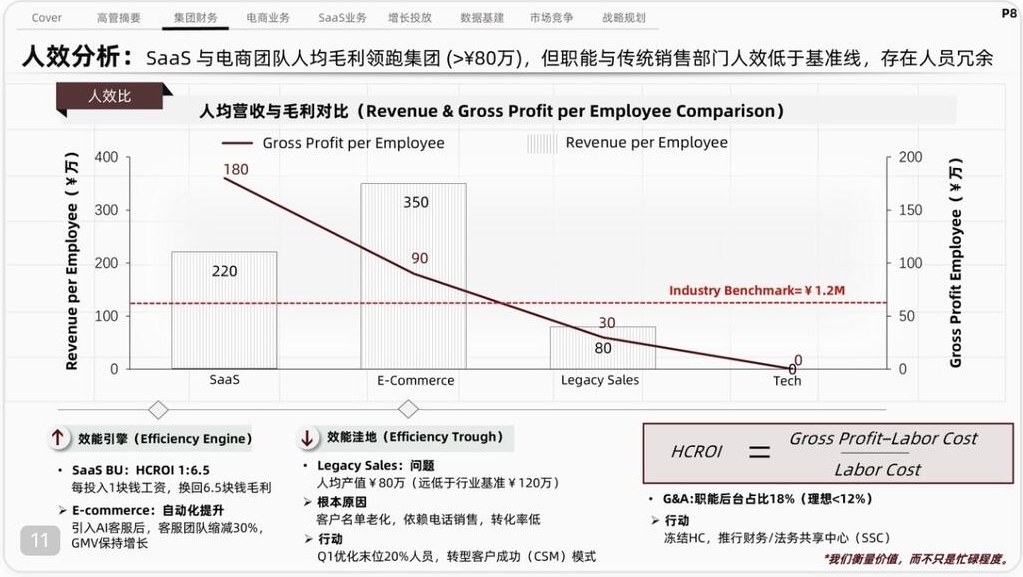 Cover 高管摘要 集团财务 电商业务 SaaS业务 增长投放 数据基建 市场竞争 战略规划
P8
人效分析：SaaS 与电商团队人均毛利领跑集团 (>¥80万)，但职能与传统销售部门人效低于基准线，存在人员冗余
人效比
人均营收与毛利对比（Revenue & Gross Profit per Employee Comparison）
Gross Profit per Employee
Revenue per Employee
Revenue per Employee（¥万）
400
300
200
100
0
180
220
350
90
30
80
0
0
Industry Benchmark=¥1.2M
200
150
100
50
0
Gross Profit Employee（¥万）
SaaS
E-Commerce
Legacy Sales
Tech
效能引擎（Efficiency Engine）
• SaaS BU：HCROI 1:6.5
每投入1块钱工资，换回6.5块钱毛利
➢ E-commerce：自动化提升
引入AI客服后，客服团队缩减30%，
GMV保持增长
效能洼地（Efficiency Trough）
• Legacy Sales：问题
人均产值¥80万（远低于行业基准¥120万）
➢ 根本原因
客户名单老化，依赖电话销售，转化率低
➢ 行动
Q1优化末位20%人员，转型客户成功（CSM）模式
HCROI = Gross Profit–Labor Cost
Labor Cost
• G&A:职能后台占比18%（理想<12%）
➢ 行动
冻结HC，推行财务/法务共享中心（SSC）
*我们衡量价值，而不只是忙碌程度。
11